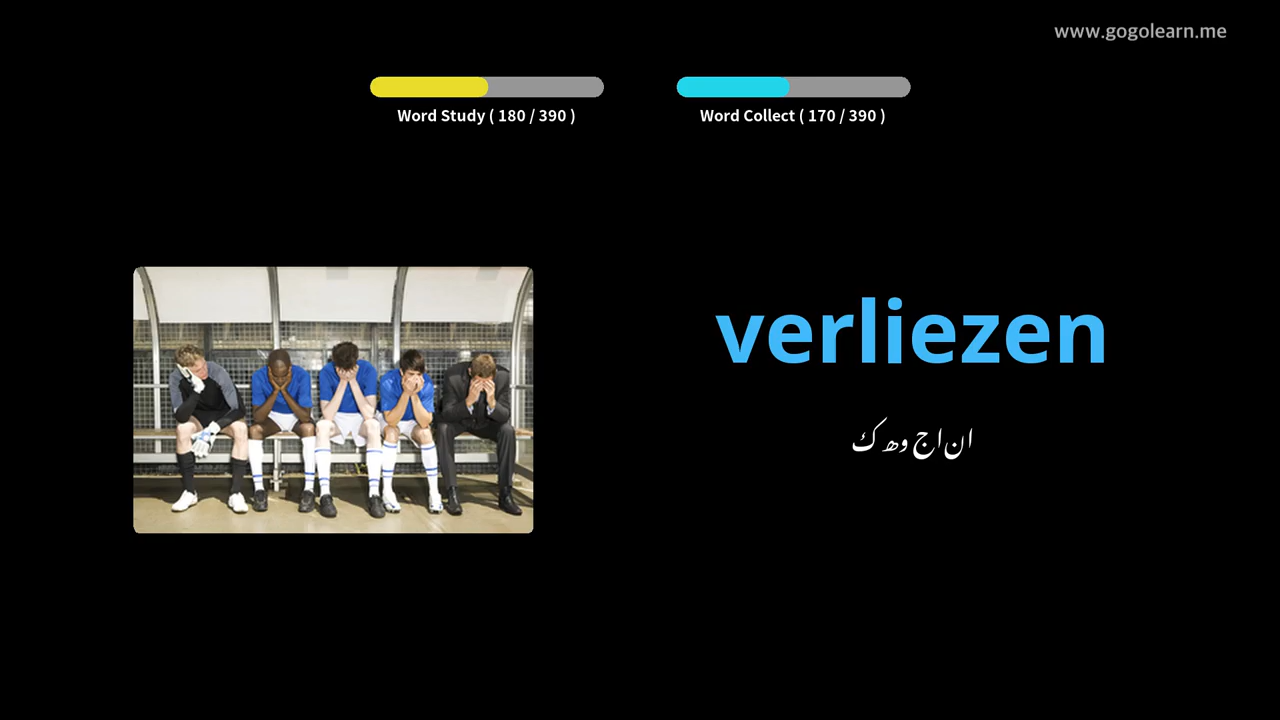 www.gogolearn.me
Word Study ( 180 / 390 )
Word Collect ( 170 / 390 )
verliezen
ان اج وھ ک